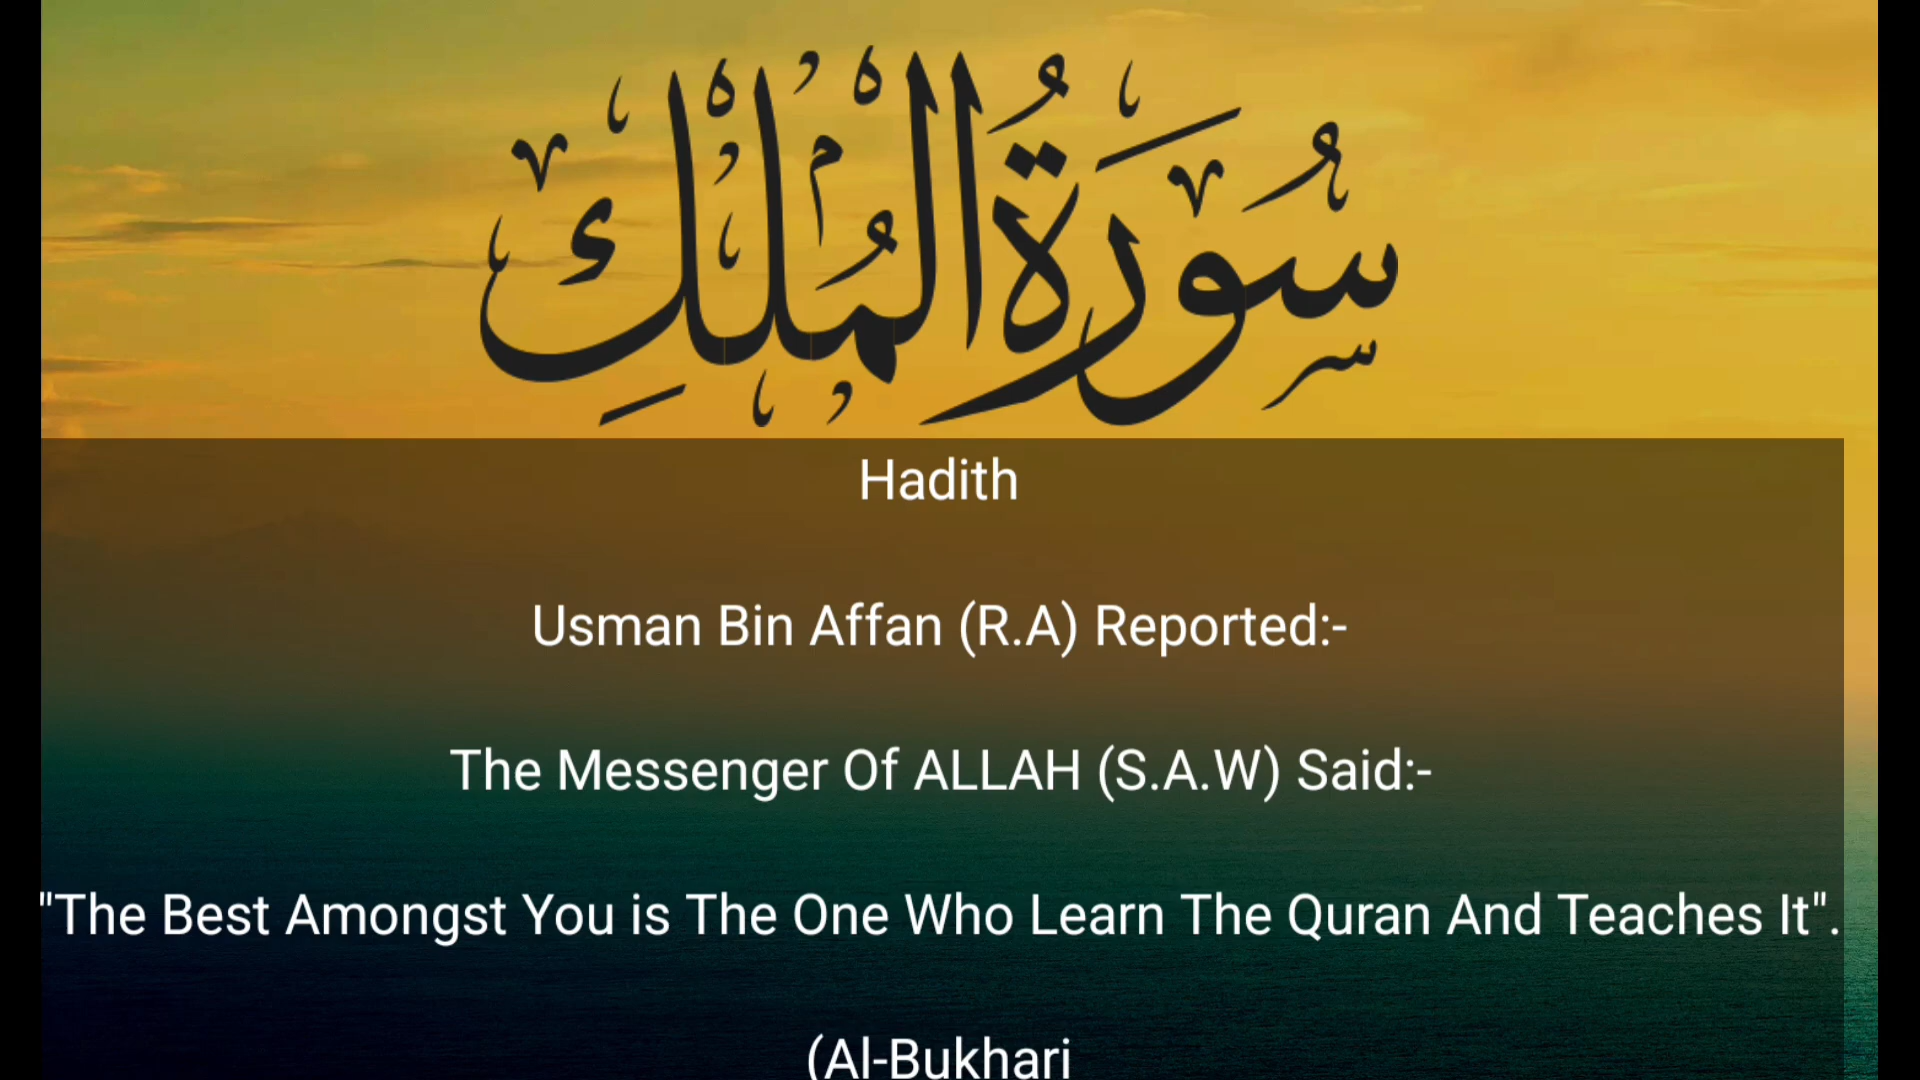 سُورَةُ المُلْكِ
Hadith
Usman Bin Affan (R.A) Reported:-
The Messenger Of ALLAH (S.A.W) Said:-
"The Best Amongst You is The One Who Learn The Quran And Teaches It".
(Al-Bukhari